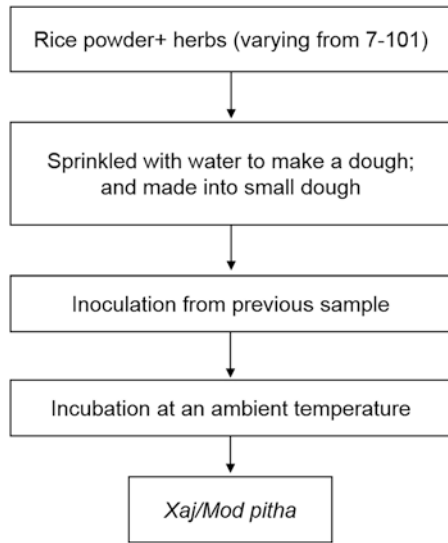 Rice powder+ herbs (varying from 7-101)
Sprinkled with water to make a dough;
and made into small dough
Inoculation from previous sample
Incubation at an ambient temperature
Xaj/Mod pitha